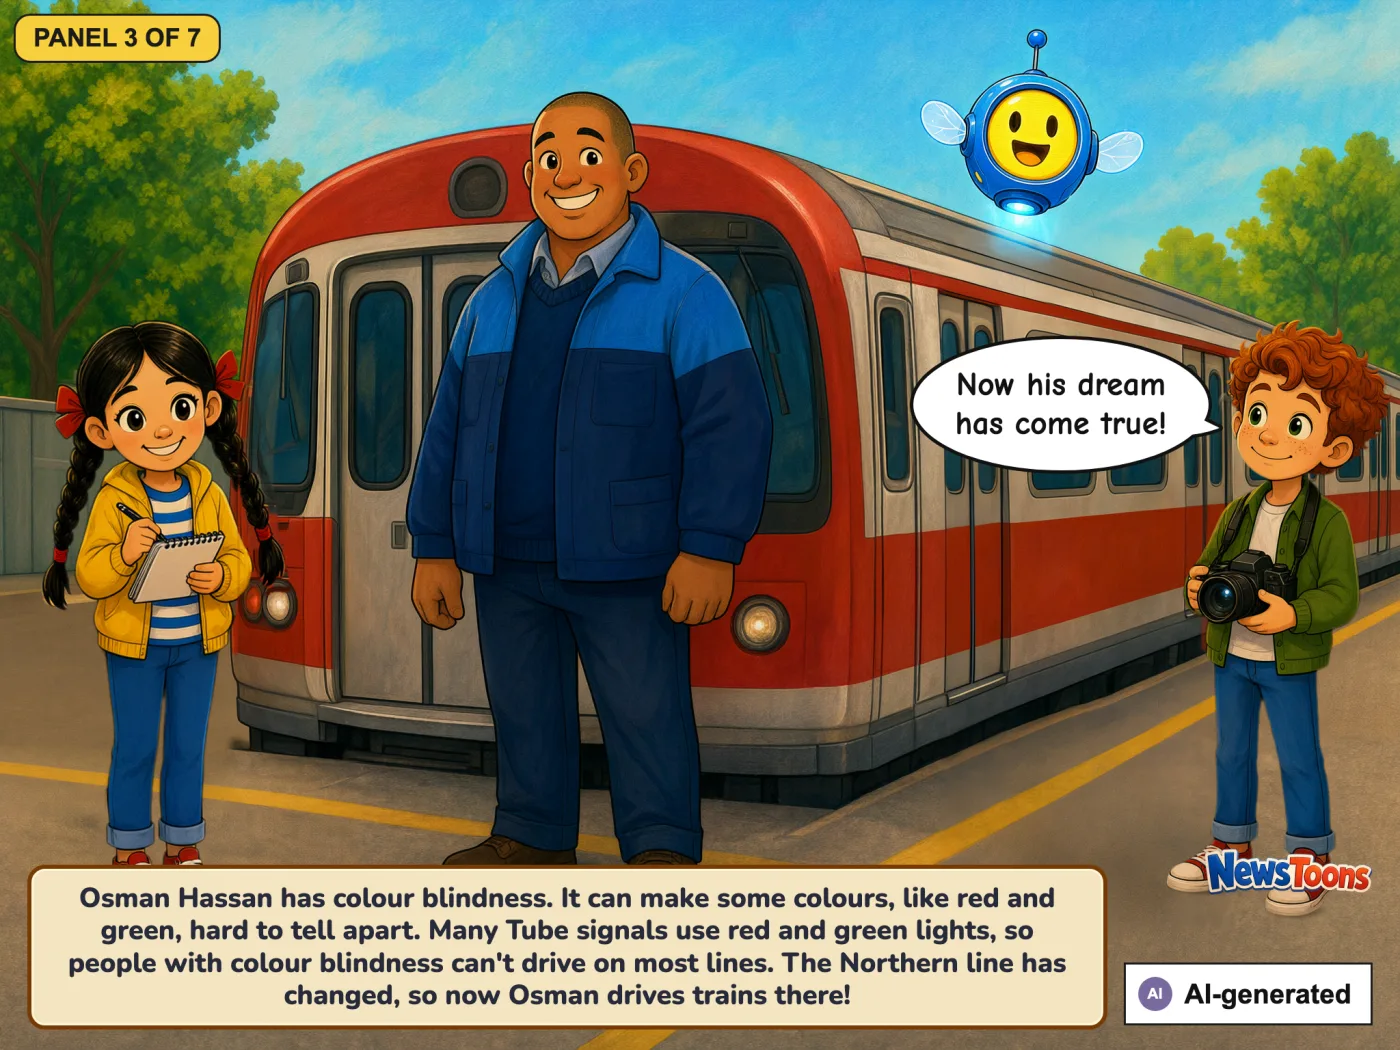 PANEL 3 OF 7
Now his dream
has come true!
Osman Hassan has colour blindness. It can make some colours, like red and
green, hard to tell apart. Many Tube signals use red and green lights, so
people with colour blindness can't drive on most lines. The Northern line has
changed, so now Osman drives trains there!
NewsToons
AI AI-generated